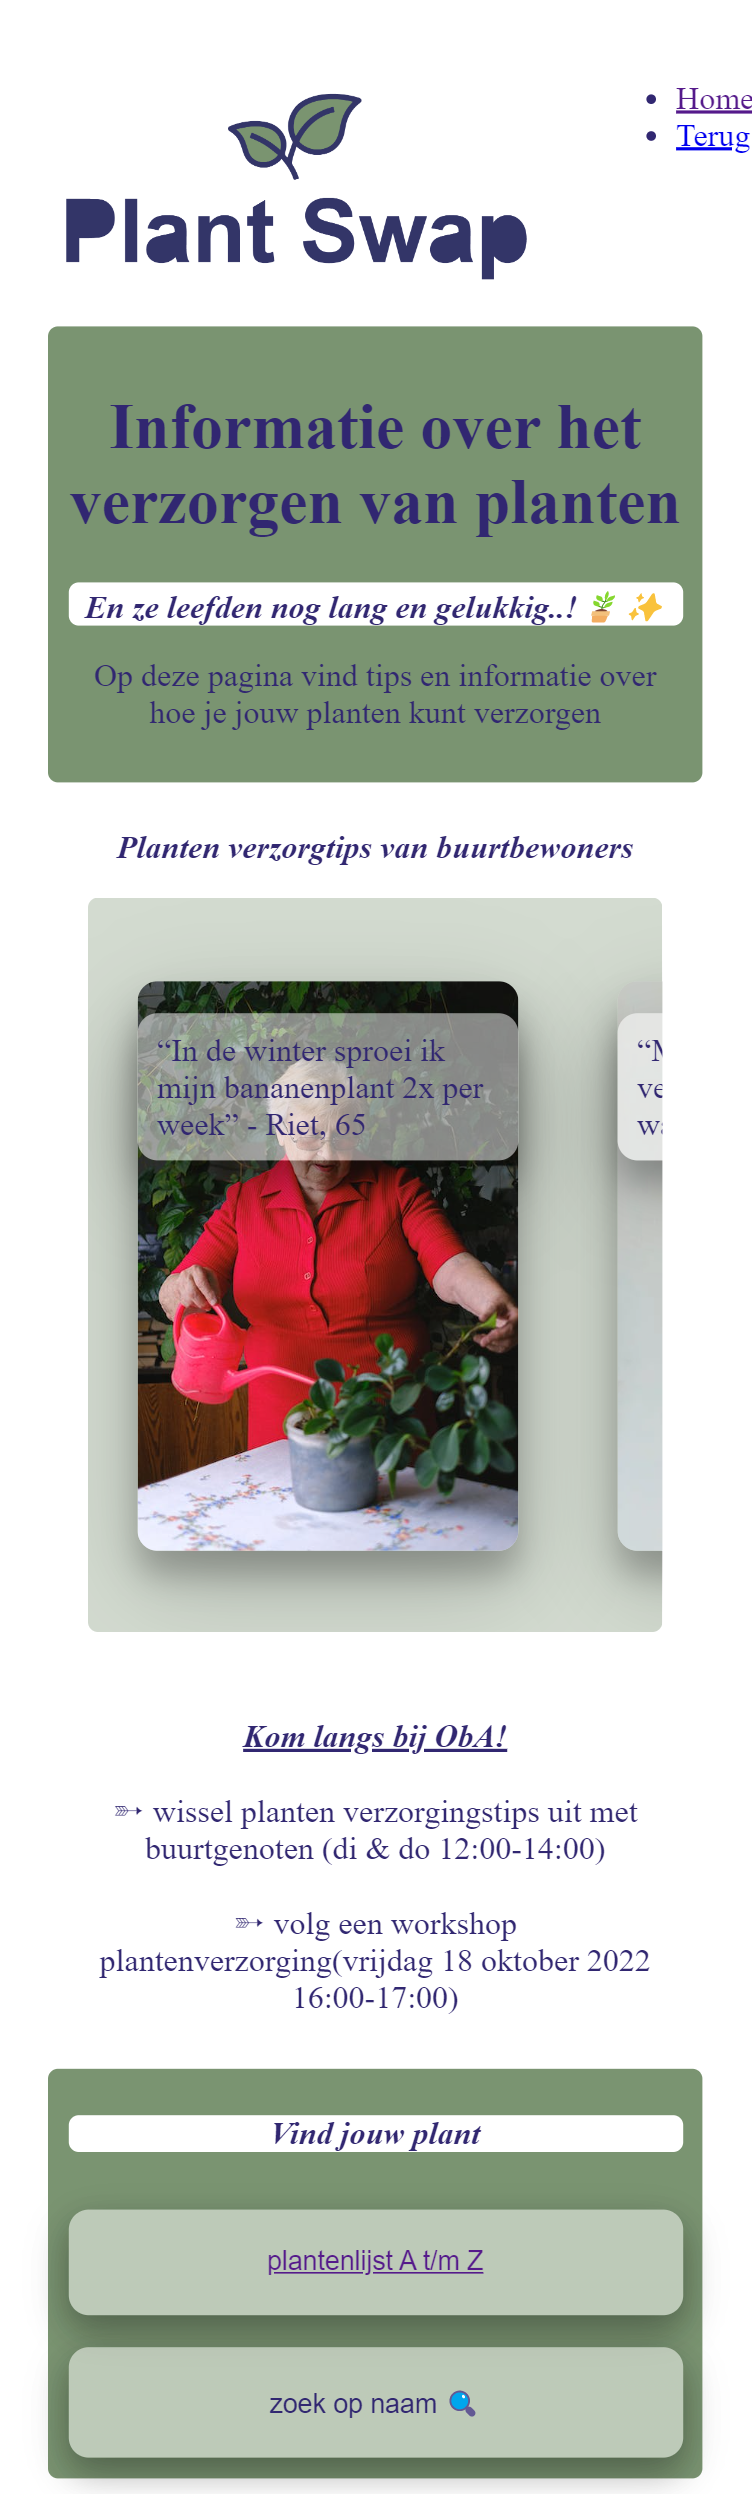 Home
Terug
Plant Swap
Informatie over het
verzorgen van planten
En ze leefden nog lang en gelukkig..! 🪴 ✨
Op deze pagina vind tips en informatie over
hoe je jouw planten kunt verzorgen
Planten verzorgtips van buurtbewoners
“In de winter sproei ik
mijn bananenplant 2x per
week” - Riet, 65
Kom langs bij ObA!
➳ wissel planten verzorgingstips uit met
buurtgenoten (di & do 12:00-14:00)
➳ volg een workshop
plantenverzorging(vrijdag 18 oktober 2022
16:00-17:00)
Vind jouw plant
plantenlijst A t/m Z
zoek op naam 🔍